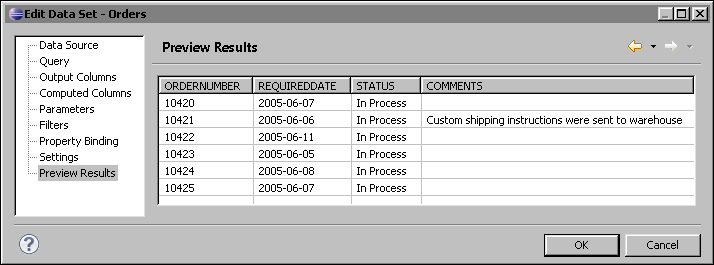 Edit Data Set - Orders
Data Source
Query
Output Columns
Computed Columns
Parameters
Filters
Property Binding
Settings
Preview Results
Preview Results
ORDERNUMBER REQUIREDDATE STATUS COMMENTS
10420 2005-06-07 In Process
10421 2005-06-06 In Process Custom shipping instructions were sent to warehouse
10422 2005-06-11 In Process
10423 2005-06-05 In Process
10424 2005-06-08 In Process
10425 2005-06-07 In Process
?
OK Cancel